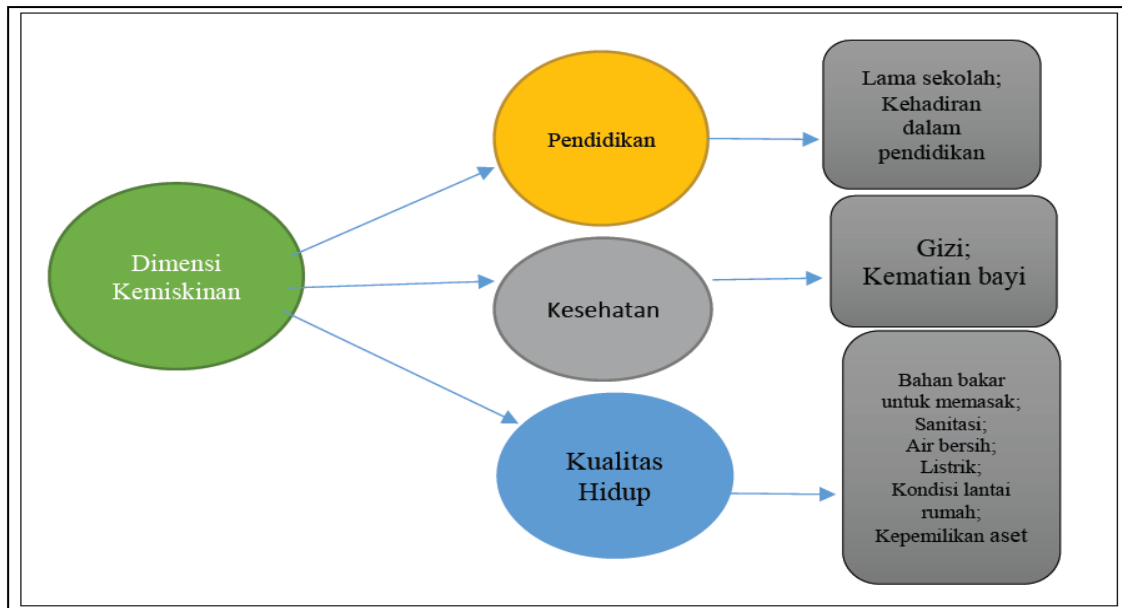 Dimensi
Kemiskinan
Pendidikan
Lama sekolah;
Kehadiran
dalam
pendidikan
Kesehatan
Gizi;
Kematian bayi
Kualitas
Hidup
Bahan bakar
untuk memasak;
Sanitasi;
Air bersih;
Listrik;
Kondisi lantai
rumah;
Kepemilikan aset